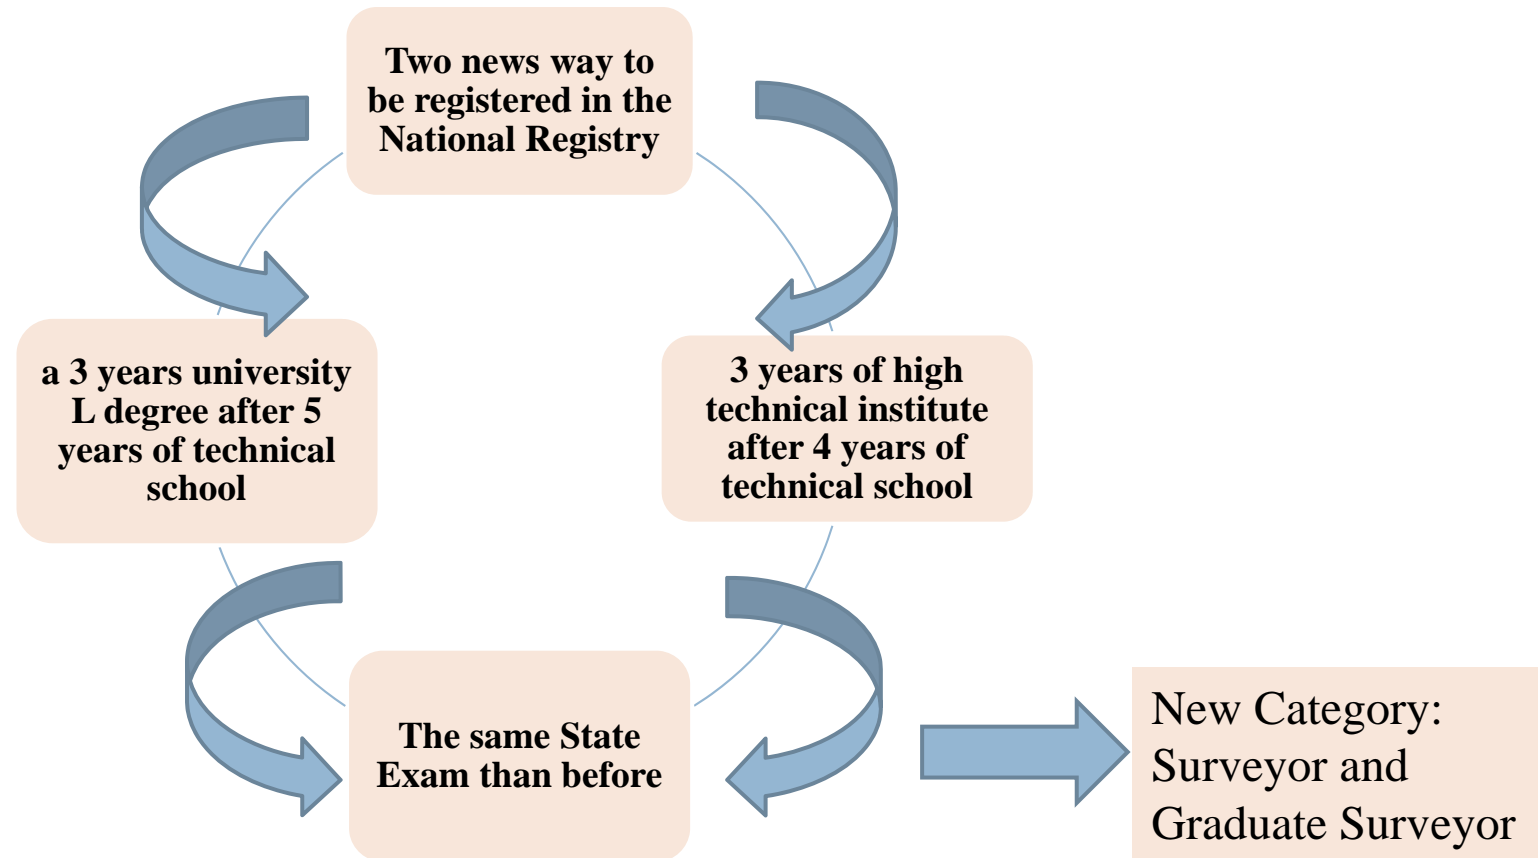 Two news way to
be registered in the
National Registry
a 3 years university
L degree after 5
years of technical
school
3 years of high
technical institute
after 4 years of
technical school
The same State
Exam than before
New Category:
Surveyor and
Graduate Surveyor